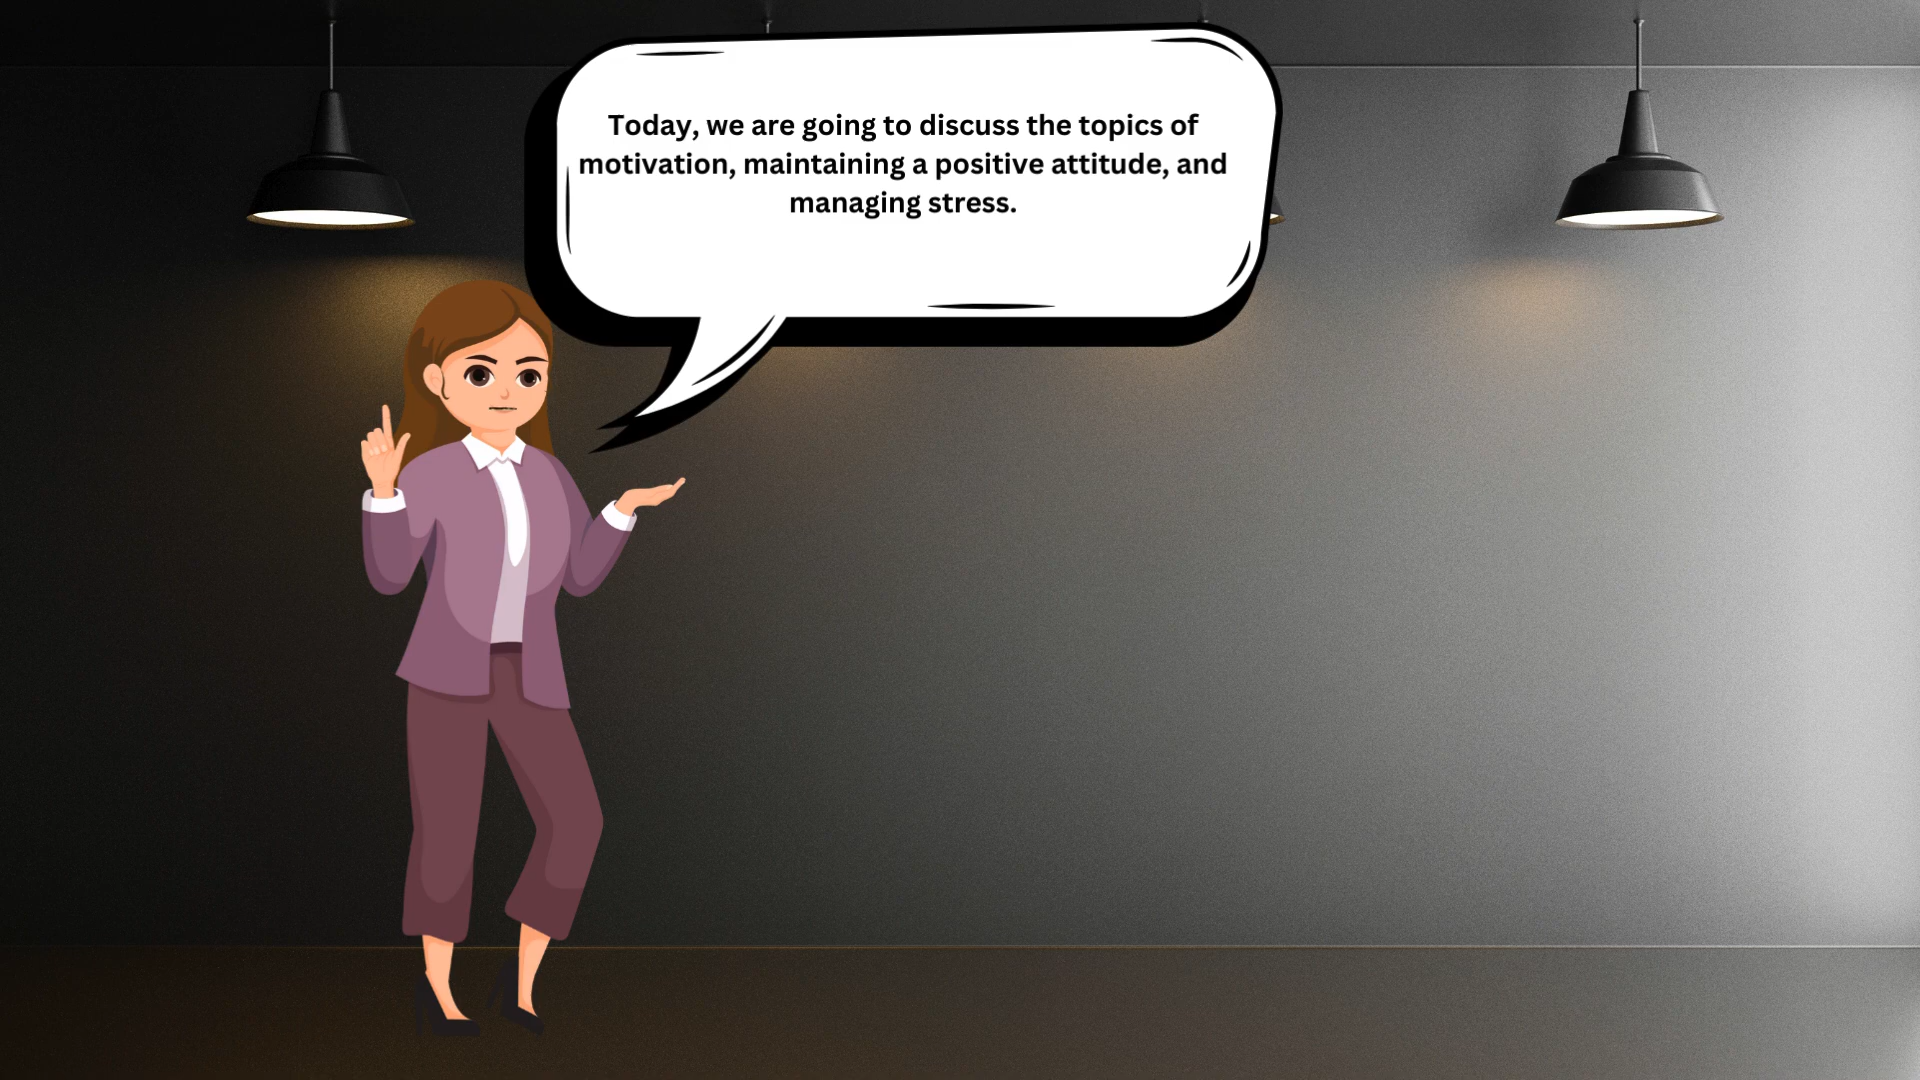 Today, we are going to discuss the topics of
motivation, maintaining a positive attitude, and
managing stress.